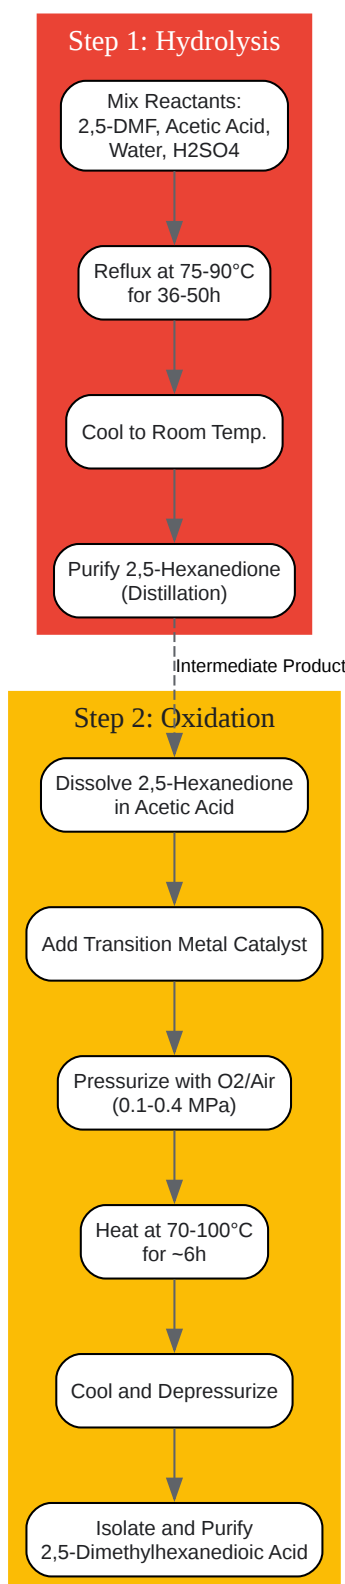 Step 1: Hydrolysis
Mix Reactants:
2,5-DMF, Acetic Acid,
Water, H2SO4
Reflux at 75-90°C
for 36-50h
Cool to Room Temp.
Purify 2,5-Hexanedione
(Distillation)
Intermediate Product
Step 2: Oxidation
Dissolve 2,5-Hexanedione
in Acetic Acid
Add Transition Metal Catalyst
Pressurize with O2/Air
(0.1-0.4 MPa)
Heat at 70-100°C
for ~6h
Cool and Depressurize
Isolate and Purify
2,5-Dimethylhexanedioic Acid